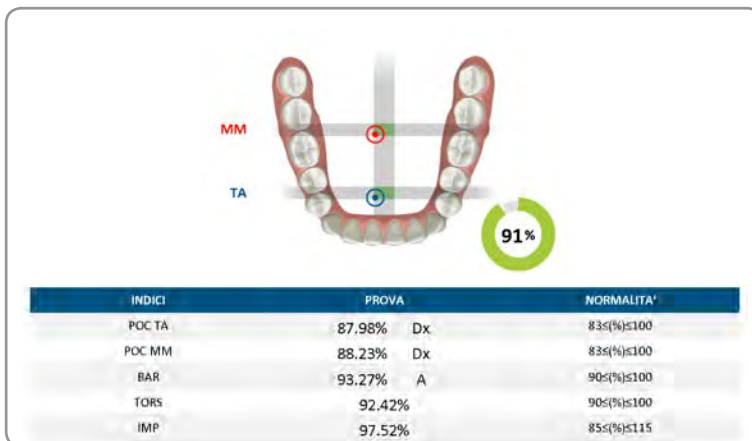 MM
TA
91%
INDICI PROVA NORMALITA'
POC TA 87.98% Dx 83≤(%)≤100
POC MM 88.23% Dx 83≤(%)≤100
BAR 93.27% A 90≤(%)≤100
TORS 92.42% 90≤(%)≤100
IMP 97.52% 85≤(%)≤115